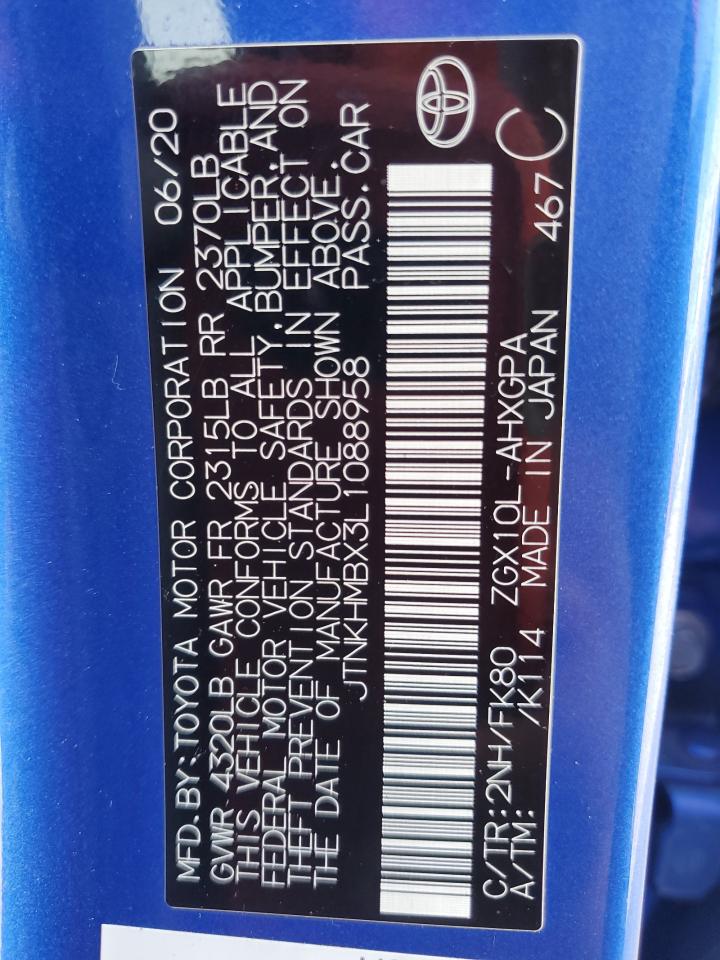 MFD.BY:TOYOTA MOTOR CORPORATION 06/20
GVWR 4320LB GAWR FR 2315LB RR 2370LB
THIS VEHICLE CONFORMS TO ALL APPLICABLE
FEDERAL MOTOR VEHICLE SAFETY, BUMPER, AND
THEFT PREVENTION STANDARDS IN EFFECT ON
THE DATE OF MANUFACTURE SHOWN ABOVE.
JTNKHMBX3L1088958 PASS.CAR
C/TR:2NH/FK80 ZGX10L-AHXGPA 467 C
A/TM: /K114 MADE IN JAPAN